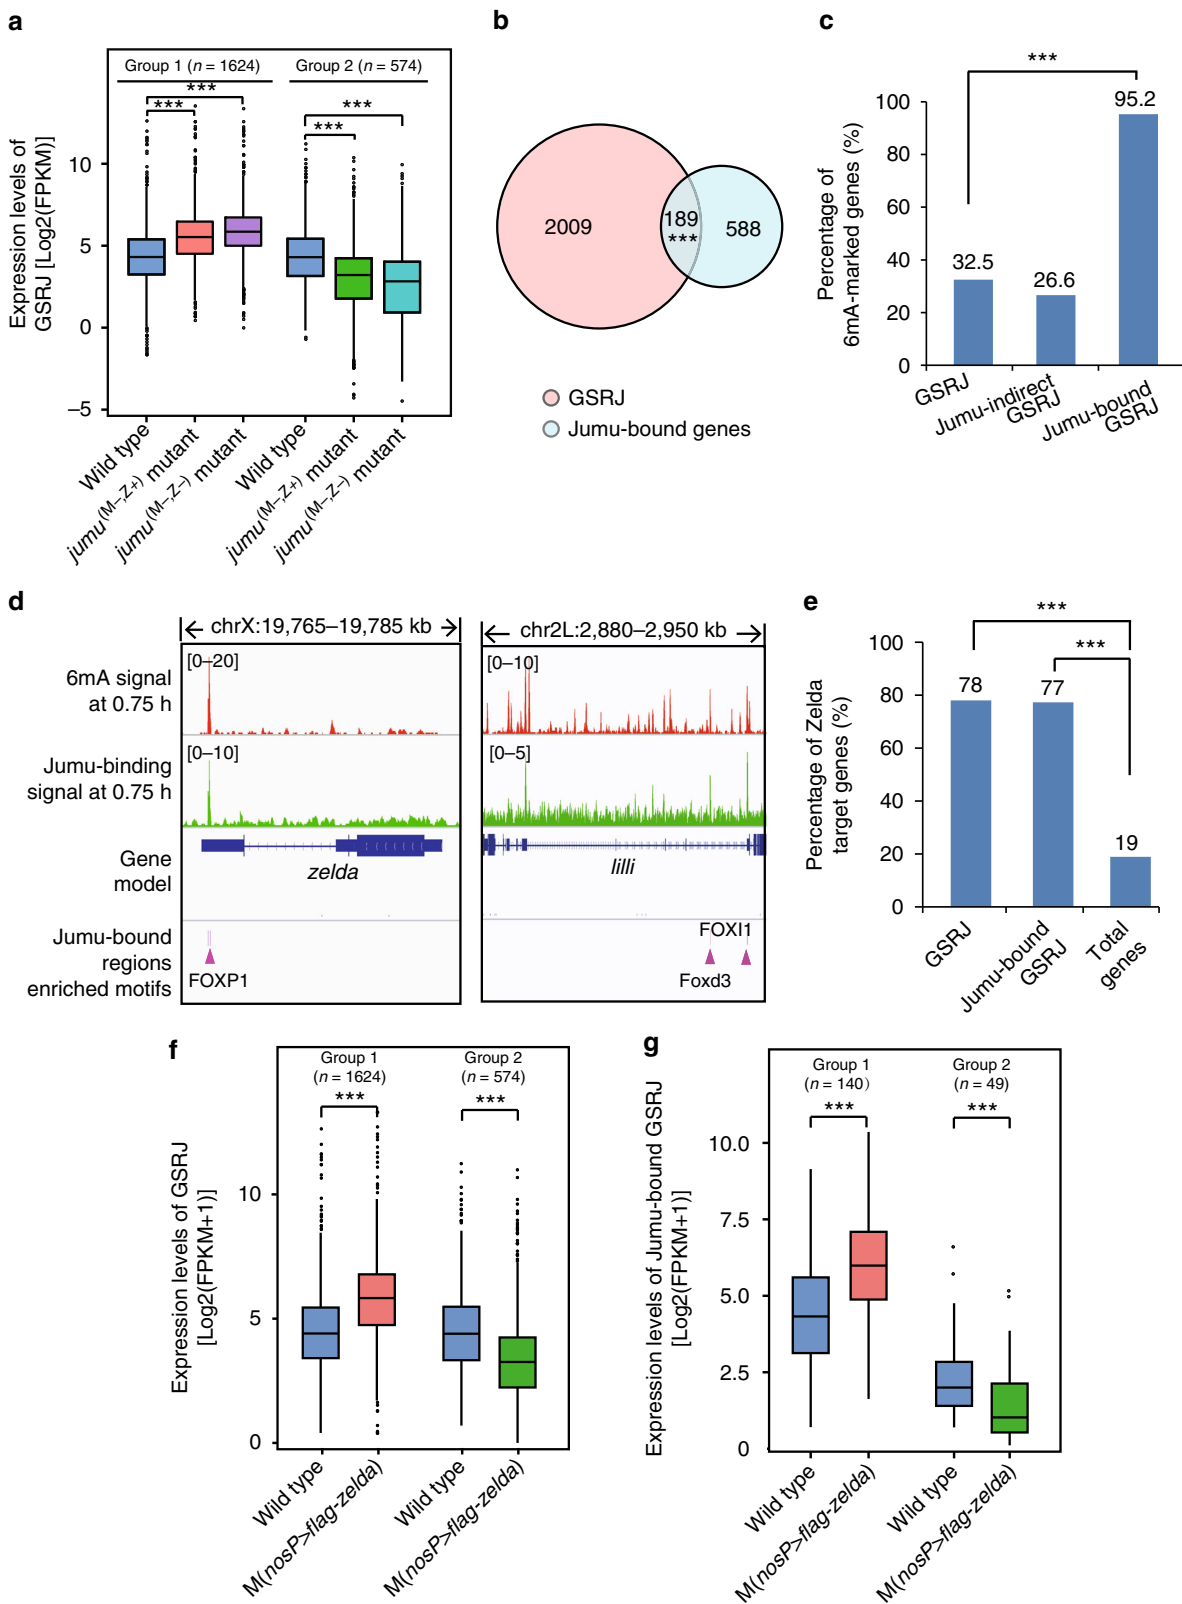 a
Group 1 (n = 1624)
Group 2 (n = 574)
***
***
***
***
Expression levels of
GSRJ [Log2(FPKM)]
10
5
0
–5
Wild type
jumu(M–,Z+) mutant
jumu(M–,Z–) mutant
Wild type
jumu(M–,Z+) mutant
jumu(M–,Z–) mutant
b
2009
189
***
588
GSRJ
Jumu-bound genes
c
***
Percentage of
6mA-marked genes (%)
100
80
60
40
20
0
32.5
26.6
95.2
GSRJ
Jumu-indirect
GSRJ
Jumu-bound
GSRJ
d
chrX:19,765–19,785 kb
chr2L:2,880–2,950 kb
6mA signal
at 0.75 h
[0–20]
[0–10]
Jumu-binding
signal at 0.75 h
[0–10]
[0–5]
Gene
model
zelda
lilli
Jumu-bound
regions
enriched motifs
FOXP1
FOXI1
Foxd3
e
***
***
Percentage of Zelda
target genes (%)
100
80
60
40
20
0
78
77
19
GSRJ
Jumu-bound
GSRJ
Total
genes
f
Group 1
(n = 1624)
Group 2
(n = 574)
***
***
Expression levels of GSRJ
[Log2(FPKM+1)]
10
5
0
Wild type
M(nosP>flag-zelda)
Wild type
M(nosP>flag-zelda)
g
Group 1
(n = 140)
Group 2
(n = 49)
***
***
Expression levels of Jumu-bound GSRJ
[Log2(FPKM+1)]
10.0
7.5
5.0
2.5
0
Wild type
M(nosP>flag-zelda)
Wild type
M(nosP>flag-zelda)